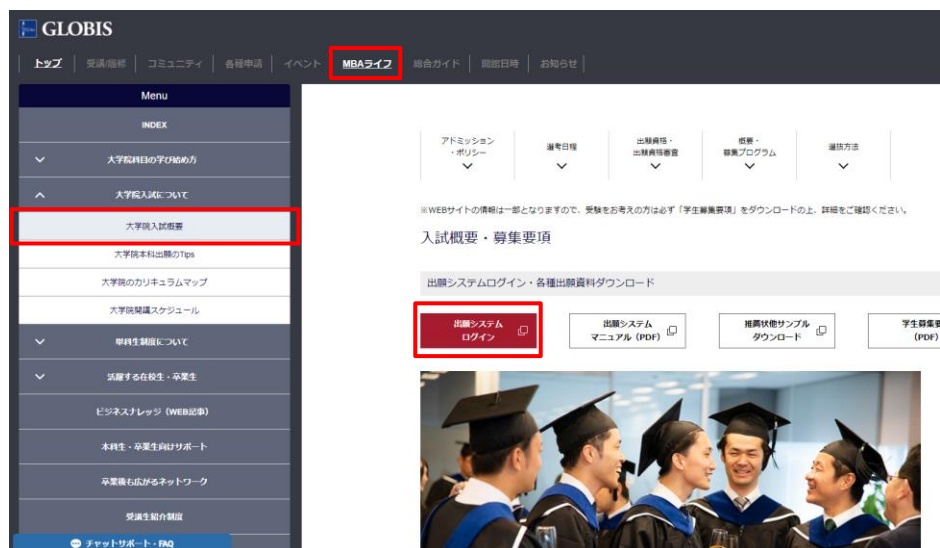 GLOBIS
トップ 受講/履修 コミュニティ 各種申請 イベント MBAライフ 総合ガイド 開館日時 お知らせ
Menu
INDEX
大学院科目の学び始め方
大学院入試について
大学院入試概要
大学院本科出願のTips
大学院のカリキュラムマップ
大学院開講スケジュール
単科生制度について
活躍する在校生・卒業生
ビジネスナレッジ（WEB記事）
本科生・卒業生向けサポート
卒業後も広がるネットワーク
受講生紹介制度
チャットサポート・FAQ
アドミッション
・ポリシー
選考日程
出願資格・
出願資格審査
概要・
募集プログラム
選抜方法
※WEBサイトの情報は一部となりますので、受験をお考えの方は必ず「学生募集要項」をダウンロードの上、詳細をご確認ください。
入試概要・募集要項
出願システムログイン・各種出願資料ダウンロード
出願システム
ログイン
出願システム
マニュアル（PDF）
推薦状他サンプル
ダウンロード
学生募集要
（PDF）